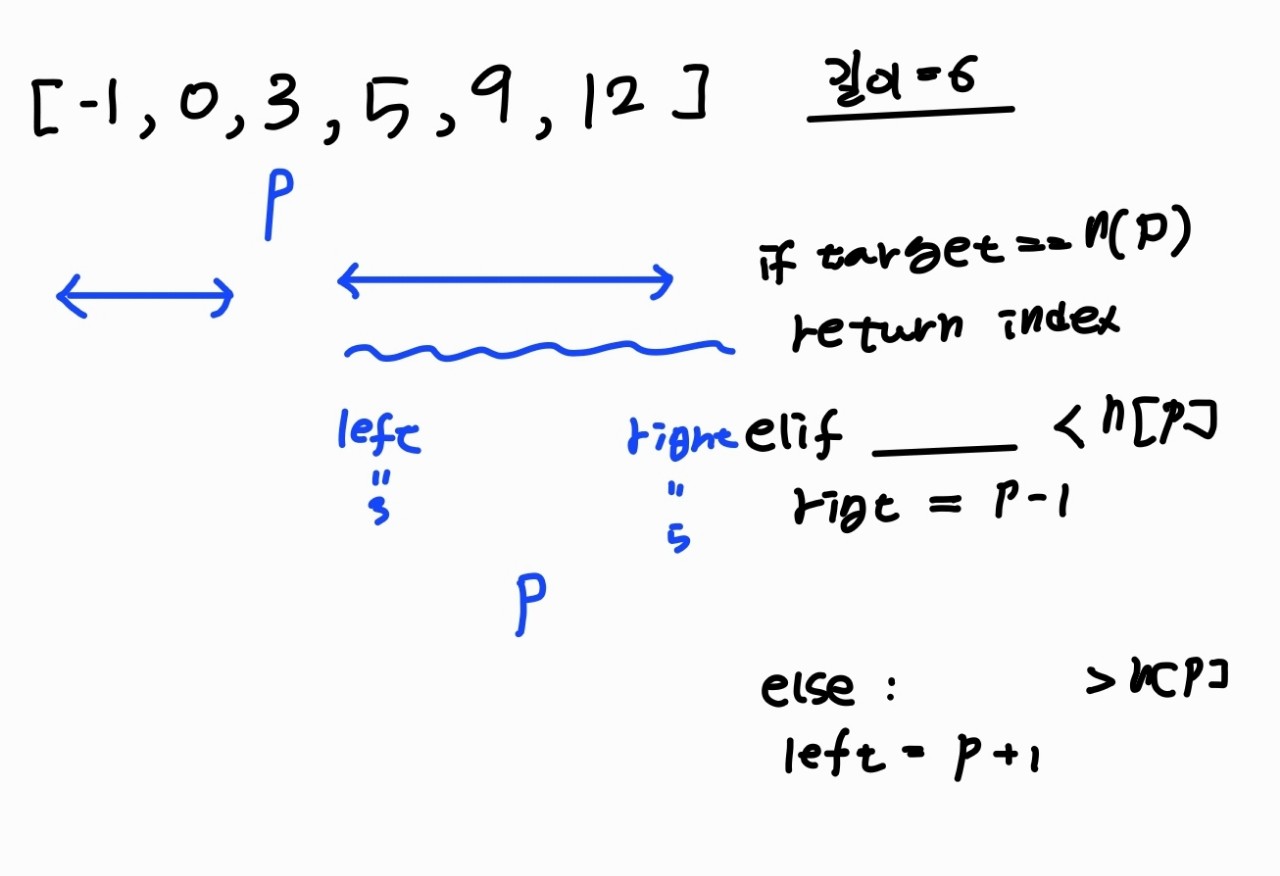 [-1, 0, 3, 5, 9, 12] 길이=6
P
if target == n(p)
return index
left right
" "
3 5
elif ____ < n[p]
rigt = p-1
P
else : > n[p]
left = p+1